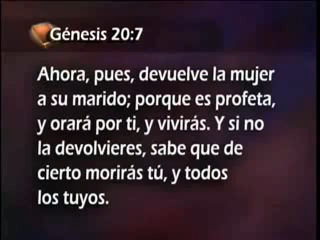 Génesis 20:7
Ahora, pues, devuelve la mujer
a su marido; porque es profeta,
y orará por ti, y vivirás. Y si no
la devolvieres, sabe que de
cierto morirás tú, y todos
los tuyos.